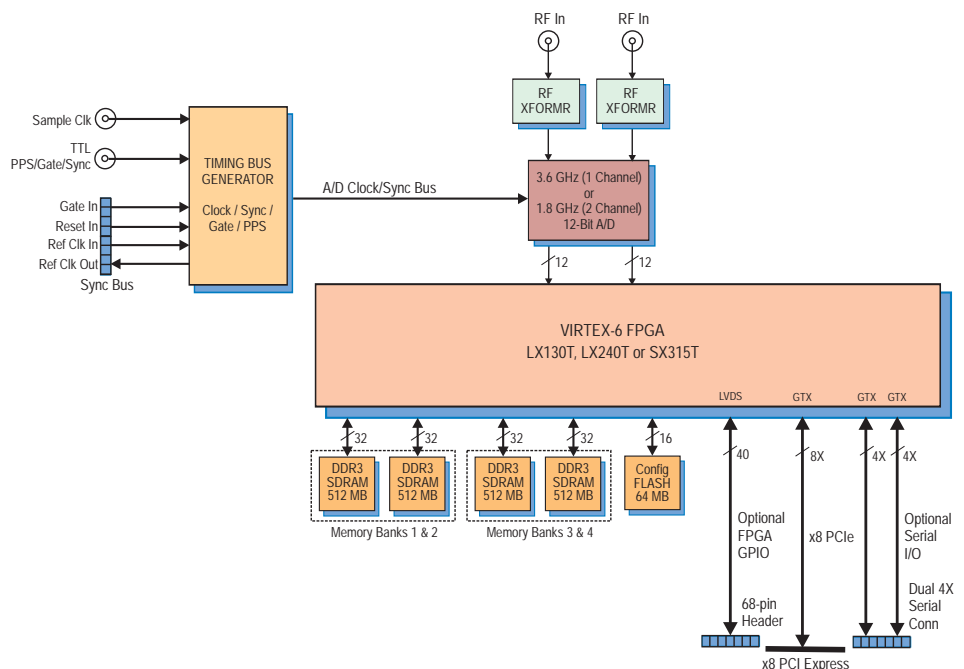 RF In
RF In
RF
XFORMR
RF
XFORMR
Sample Clk
TTL
PPS/Gate/Sync
Gate In
Reset In
Ref Clk In
Ref Clk Out
Sync Bus
TIMING BUS
GENERATOR
Clock / Sync /
Gate / PPS
A/D Clock/Sync Bus
3.6 GHz (1 Channel)
or
1.8 GHz (2 Channel)
12-Bit A/D
12
12
VIRTEX-6 FPGA
LX130T, LX240T or SX315T
LVDS
GTX
GTX
GTX
32
32
32
32
16
40
8X
4X
4X
DDR3
SDRAM
512 MB
DDR3
SDRAM
512 MB
DDR3
SDRAM
512 MB
DDR3
SDRAM
512 MB
Config
FLASH
64 MB
Memory Banks 1 & 2
Memory Banks 3 & 4
Optional
FPGA
GPIO
x8 PCIe
Optional
Serial
I/O
68-pin
Header
Dual 4X
Serial
Conn
x8 PCI Express